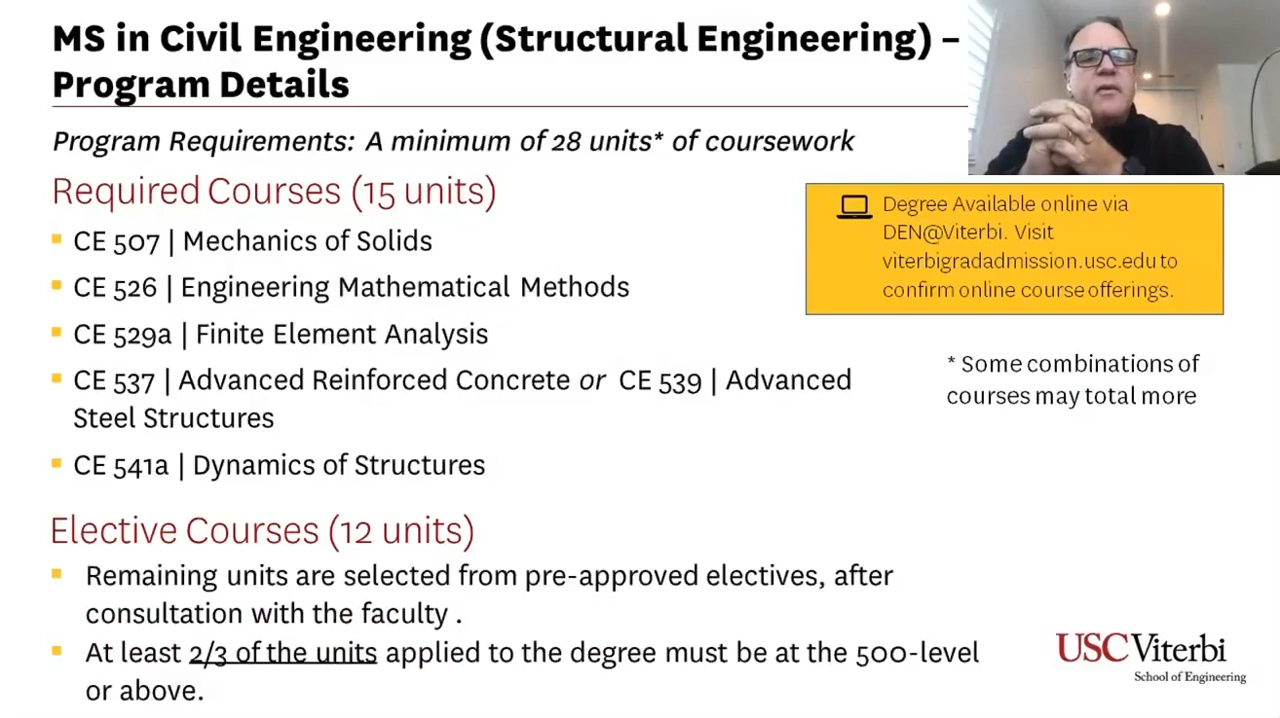 MS in Civil Engineering (Structural Engineering) –
Program Details
Program Requirements: A minimum of 28 units* of coursework
Required Courses (15 units)
CE 507 | Mechanics of Solids
CE 526 | Engineering Mathematical Methods
CE 529a | Finite Element Analysis
CE 537 | Advanced Reinforced Concrete or CE 539 | Advanced
Steel Structures
CE 541a | Dynamics of Structures
Degree Available online via
DEN@Viterbi. Visit
viterbigradadmission.usc.edu to
confirm online course offerings.
* Some combinations of
courses may total more
Elective Courses (12 units)
Remaining units are selected from pre-approved electives, after
consultation with the faculty .
At least 2/3 of the units applied to the degree must be at the 500-level
or above.
USC Viterbi
School of Engineering